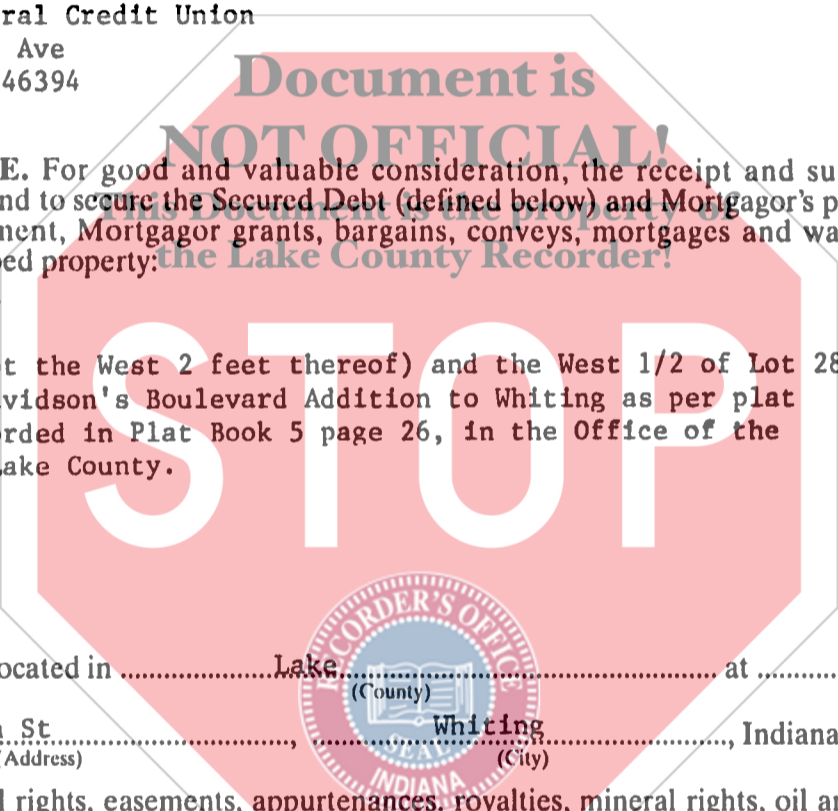 ral Credit Union
Ave
46394
Document is
NOT OFFICIAL!
E. For good and valuable consideration, the receipt and su
This Document is the property of
nd to secure the Secured Debt (defined below) and Mortgagor's p
ment, Mortgagor grants, bargains, conveys, mortgages and wa
the Lake County Recorder!
ed property:
STOP
t the West 2 feet thereof) and the West 1/2 of Lot 28
vidson's Boulevard Addition to Whiting as per plat
rded in Plat Book 5 page 26, in the Office of the
ake County.
RECORDER'S OFFICE
SEAL
INDIANA
ocated in ......................Lake........................................................ at ...........
(County)
St......................................, ..................Whiting..........................., Indiana
(Address) (City)
l rights, easements, appurtenances, royalties, mineral rights, oil a